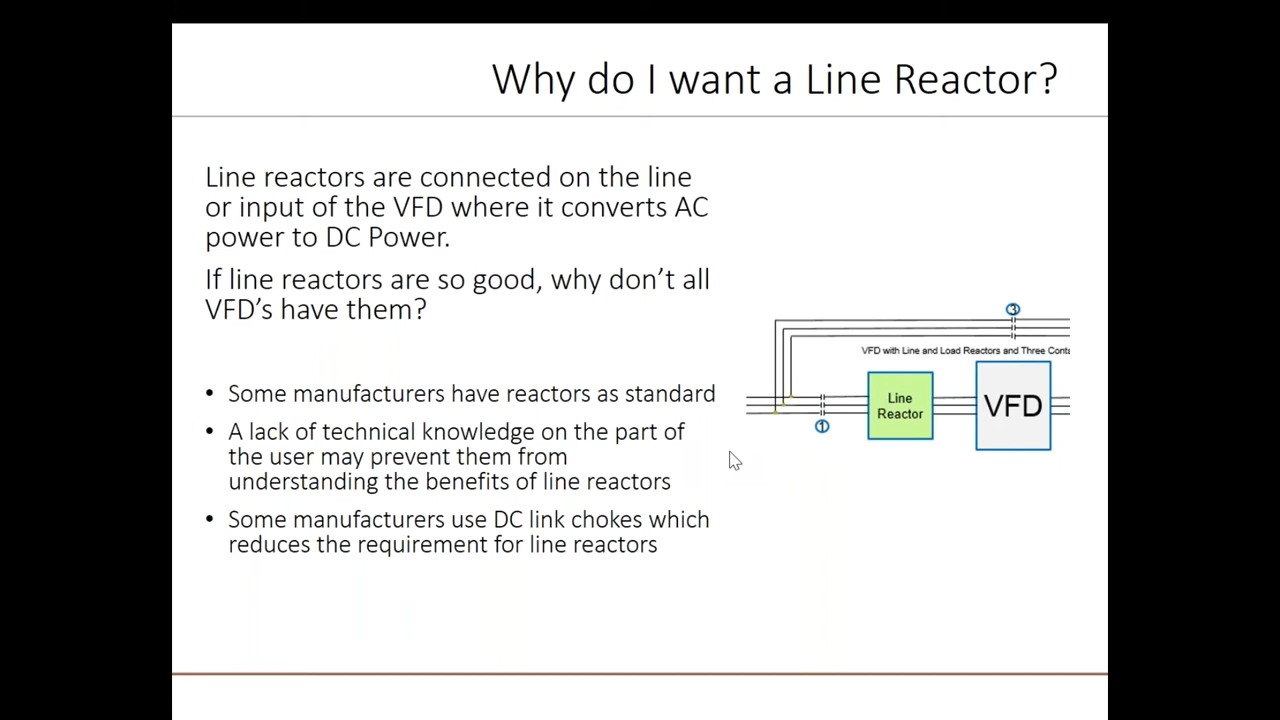 Why do I want a Line Reactor?
Line reactors are connected on the line
or input of the VFD where it converts AC
power to DC Power.
If line reactors are so good, why don’t all
VFD’s have them?
• Some manufacturers have reactors as standard
• A lack of technical knowledge on the part of
the user may prevent them from
understanding the benefits of line reactors
• Some manufacturers use DC link chokes which
reduces the requirement for line reactors
3
VFD with Line and Load Reactors and Three Conta
Line
Reactor
VFD
1